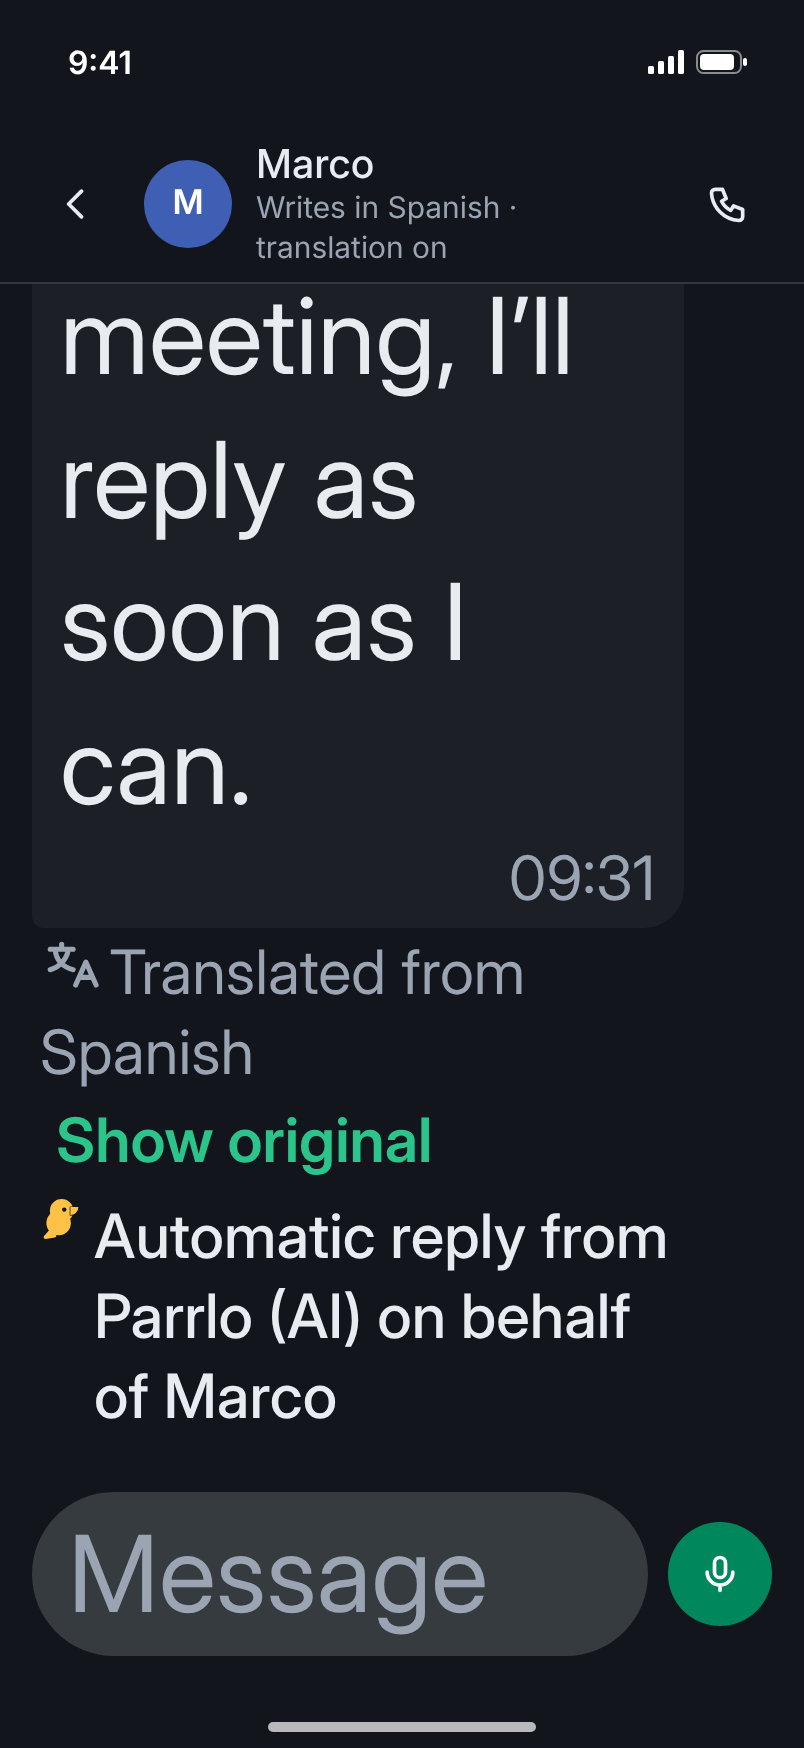 9:41
M
Marco
Writes in Spanish ·
translation on
meeting, I’ll
reply as
soon as I
can.
09:31
Translated from
Spanish
Show original
Automatic reply from
Parrlo (AI) on behalf
of Marco
Message